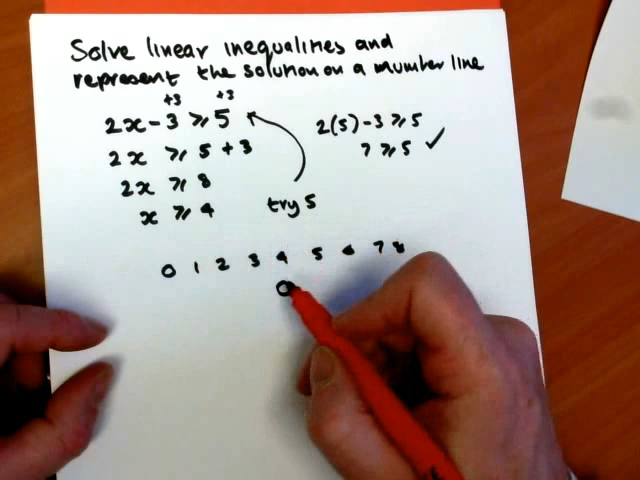 Solve linear inequalities and
represent the solution on a number line
+3 +3
2x - 3 ⩾ 5
2x ⩾ 5 + 3
2x ⩾ 8
x ⩾ 4
try 5
2(5) - 3 ⩾ 5
7 ⩾ 5 ✓
0 1 2 3 4 5 6 7 8